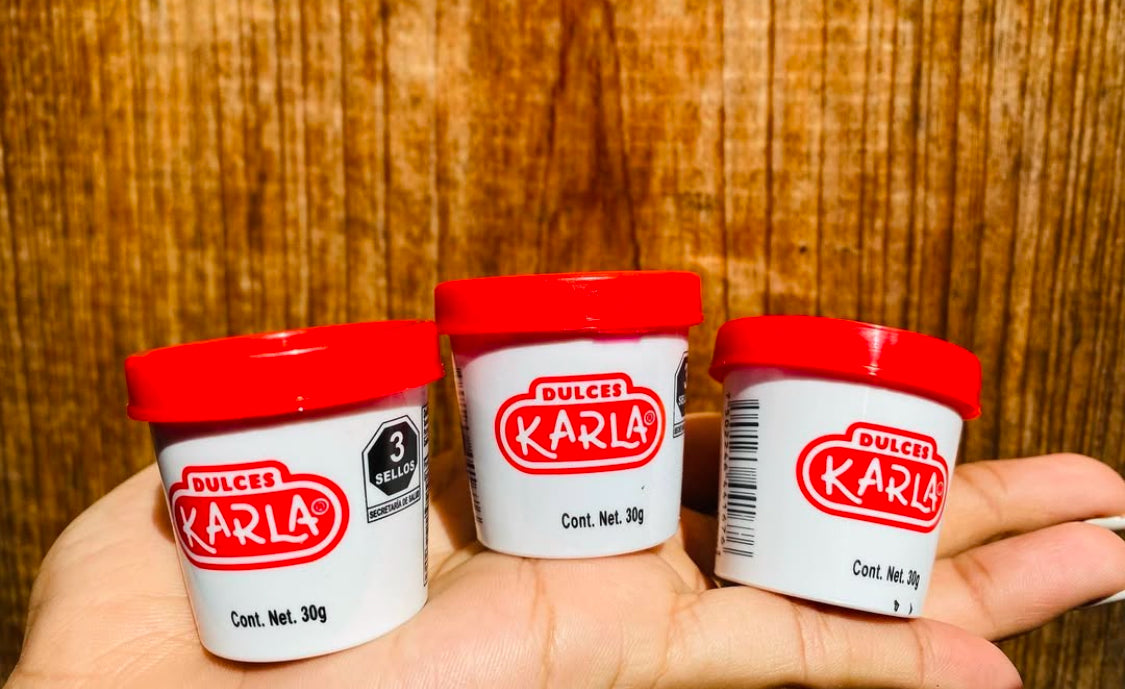 3
SELLOS
SECRETARÍA DE SALUD
DULCES
KARLA®
Cont. Net. 30g
DULCES
KARLA®
Cont. Net. 30g
DULCES
KARLA®
Cont. Net. 30g